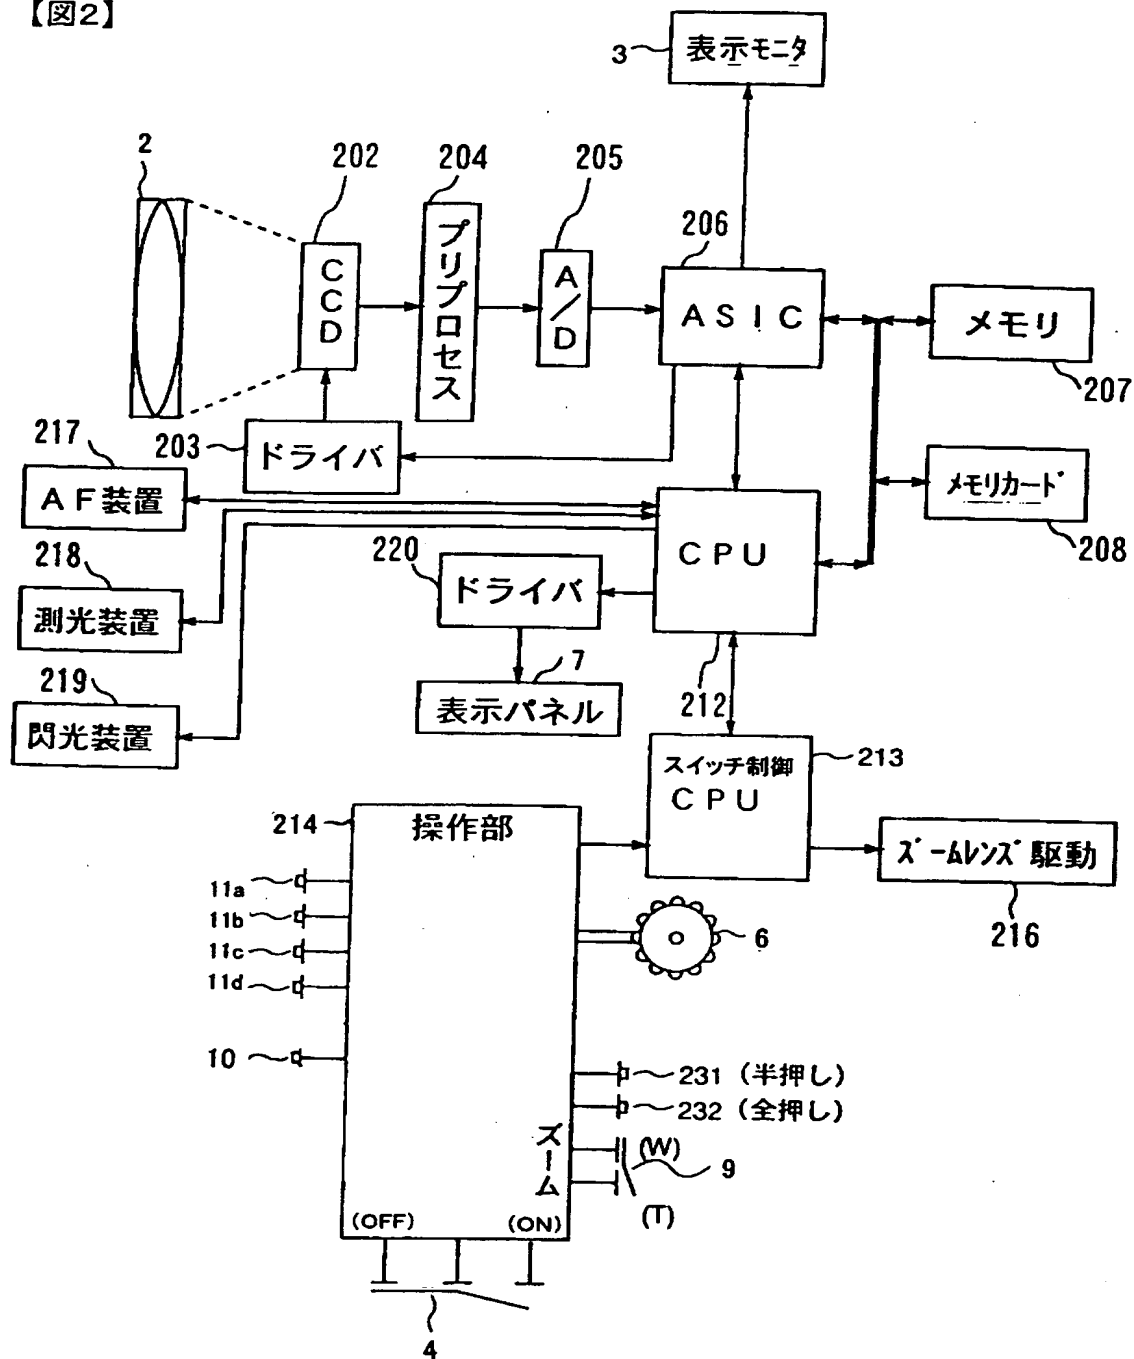 【図2】
3
表示モニタ
2
202
204
205
206
CCD
プリプロセス
A/D
ASIC
メモリ
207
203
ドライバ
217
AF装置
メモリカード
208
CPU
220
ドライバ
218
測光装置
212
7
表示パネル
219
閃光装置
213
スイッチ制御
CPU
214
操作部
ズームレンズ駆動
216
11a
11b
11c
11d
6
10
231 (半押し)
232 (全押し)
ズーム
(W)
9
(T)
(OFF)
(ON)
4